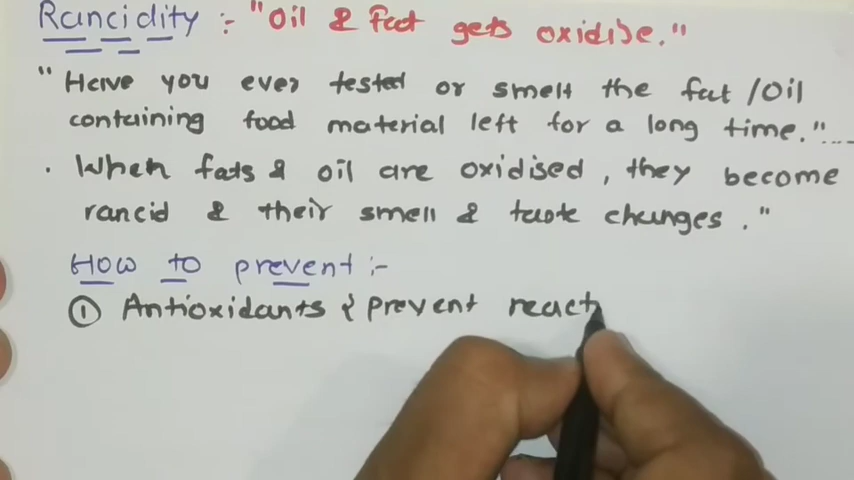 Rancidity :- "Oil & Fat gets oxidise."
"Have you ever tested or smelt the fat/Oil
containing food material left for a long time."....
. When fats & oil are oxidised, they become
rancid & their smell & taste changes."
How to prevent :-
① Antioxidants { prevent react